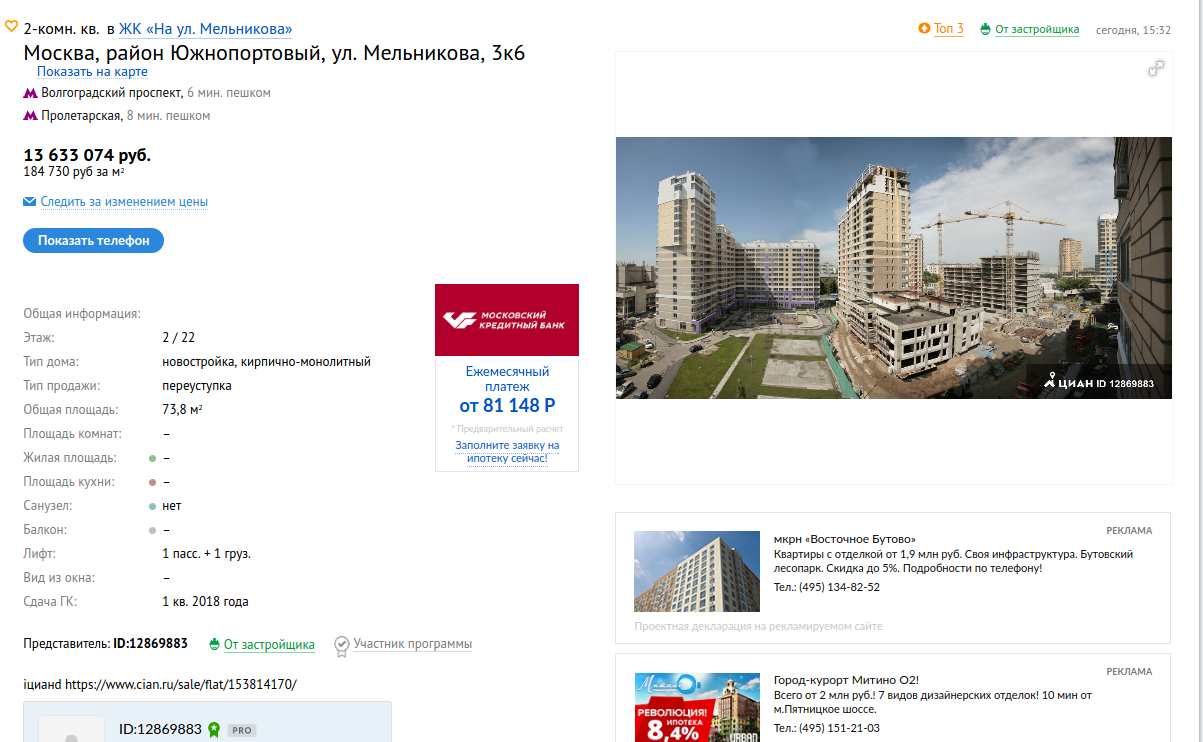 2-комн. кв. в ЖК «На ул. Мельникова»
Москва, район Южнопортовый, ул. Мельникова, 3к6
Показать на карте
Волгоградский проспект, 6 мин. пешком
Пролетарская, 8 мин. пешком
13 633 074 руб.
184 730 руб за м²
Следить за изменением цены
Показать телефон
Общая информация:
Этаж: 2 / 22
Тип дома: новостройка, кирпично-монолитный
Тип продажи: переуступка
Общая площадь: 73,8 м²
Площадь комнат: –
Жилая площадь: –
Площадь кухни: –
Санузел: нет
Балкон: –
Лифт: 1 пасс. + 1 груз.
Вид из окна: –
Сдача ГК: 1 кв. 2018 года
МОСКОВСКИЙ
КРЕДИТНЫЙ БАНК
Ежемесячный
платеж
от 81 148 Р
* Предварительный расчет
Заполните заявку на
ипотеку сейчас!
Представитель: ID:12869883 От застройщика Участник программы
іцианd https://www.cian.ru/sale/flat/153814170/
ID:12869883 PRO
Топ 3 От застройщика сегодня, 15:32
ЦИАН ID 12869883
РЕКЛАМА
мкрн «Восточное Бутово»
Квартиры с отделкой от 1,9 млн руб. Своя инфраструктура. Бутовский
лесопарк. Скидка до 5%. Подробности по телефону!
Тел.: (495) 134-82-52
Проектная декларация на рекламируемом сайте
РЕКЛАМА
Митино
О2
РЕВОЛЮЦИЯ!
ИПОТЕКА
8,4%
URBAN
Город-курорт Митино О2!
Всего от 2 млн руб.! 7 видов дизайнерских отделок! 10 мин от
м.Пятницкое шоссе.
Тел.: (495) 151-21-03